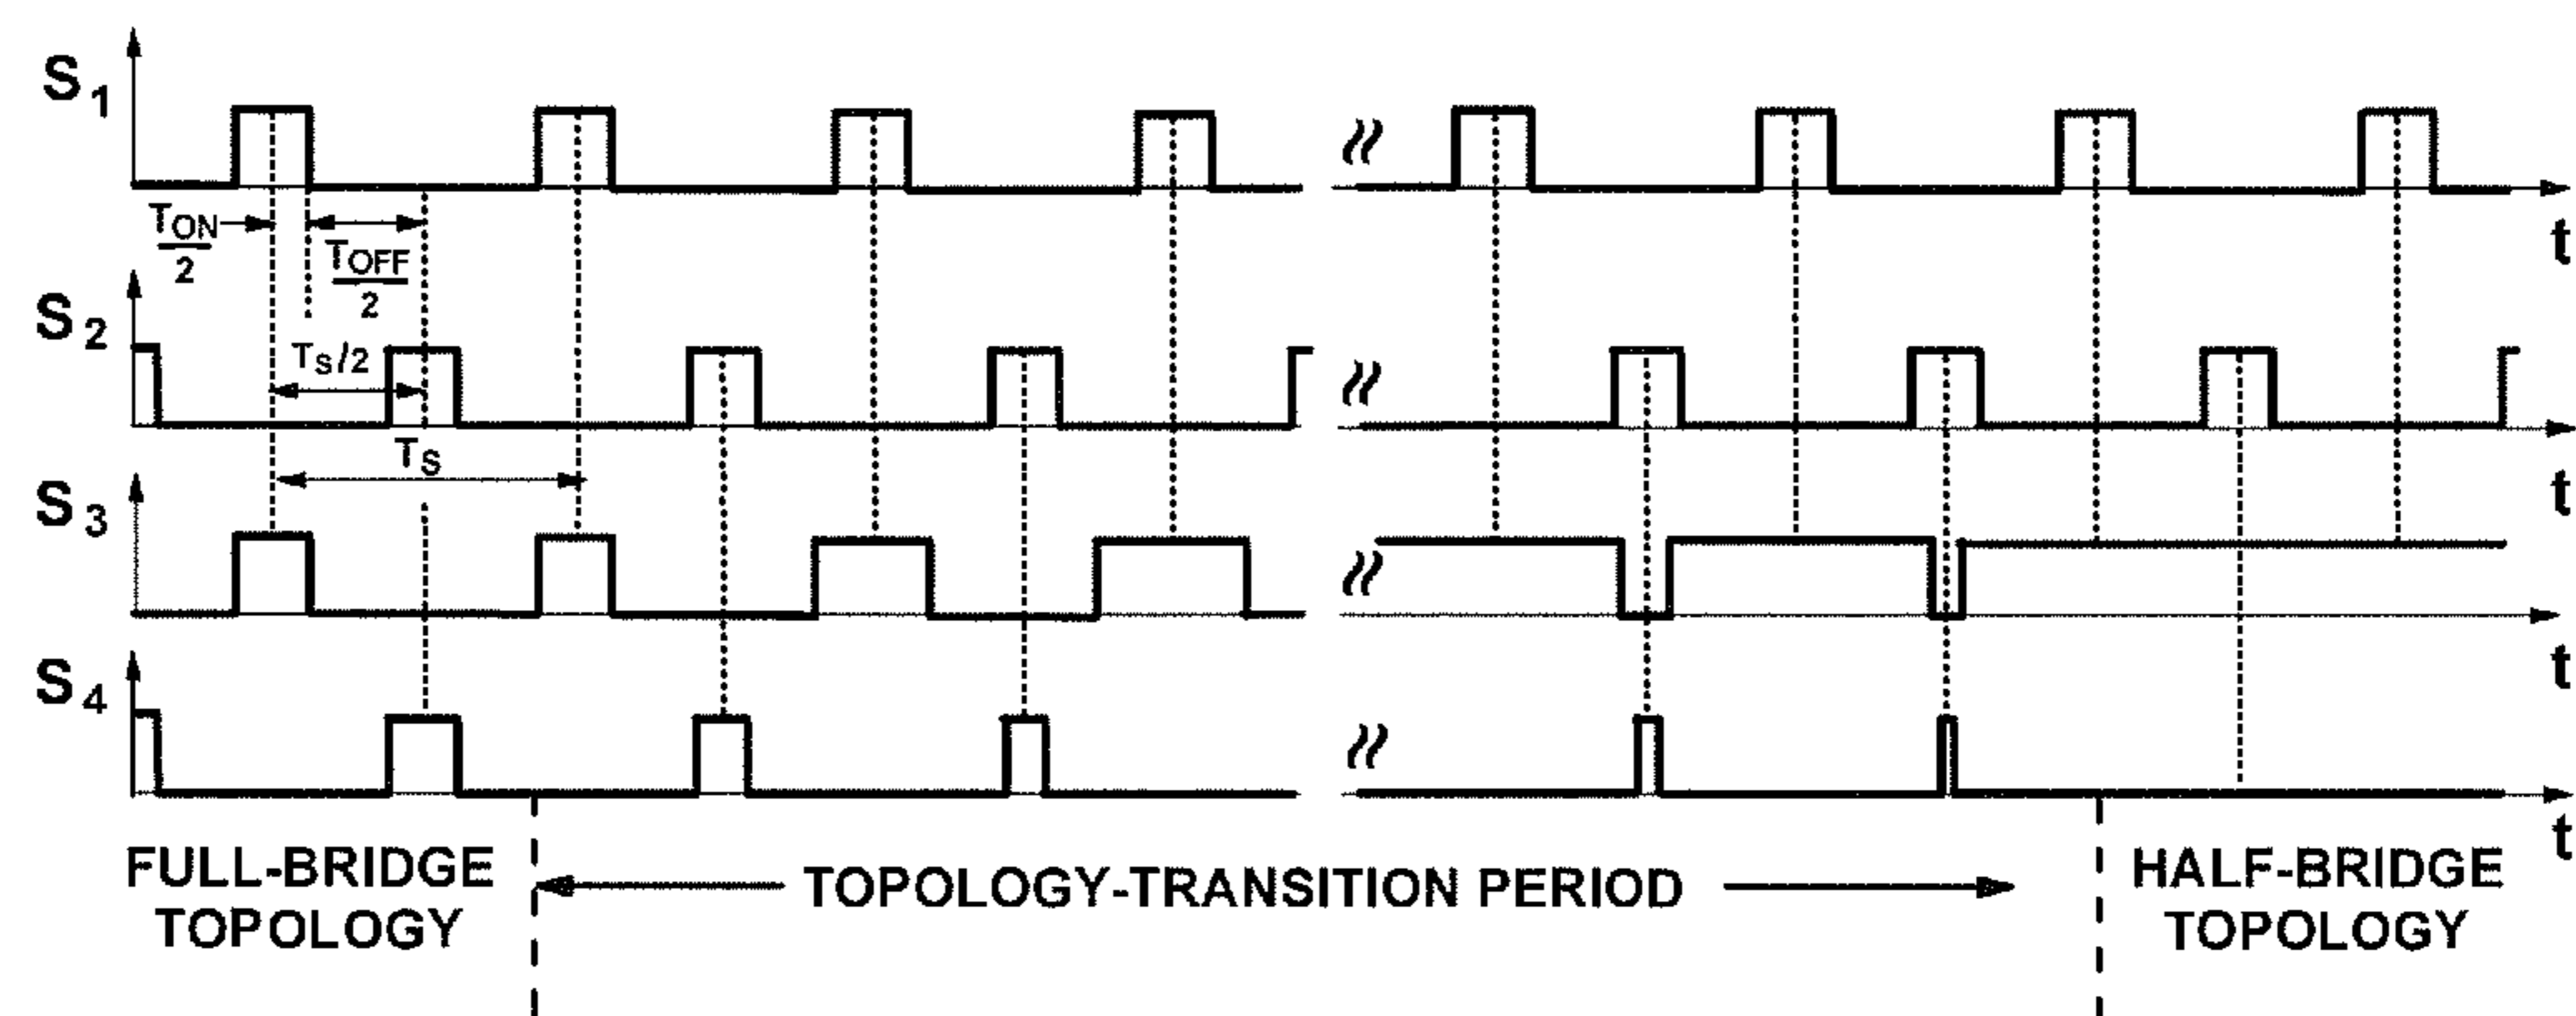 S1
t
TON/2
TOFF/2
S2
TS/2
t
TS
S3
t
S4
t
FULL-BRIDGE
TOPOLOGY
TOPOLOGY-TRANSITION PERIOD
HALF-BRIDGE
TOPOLOGY